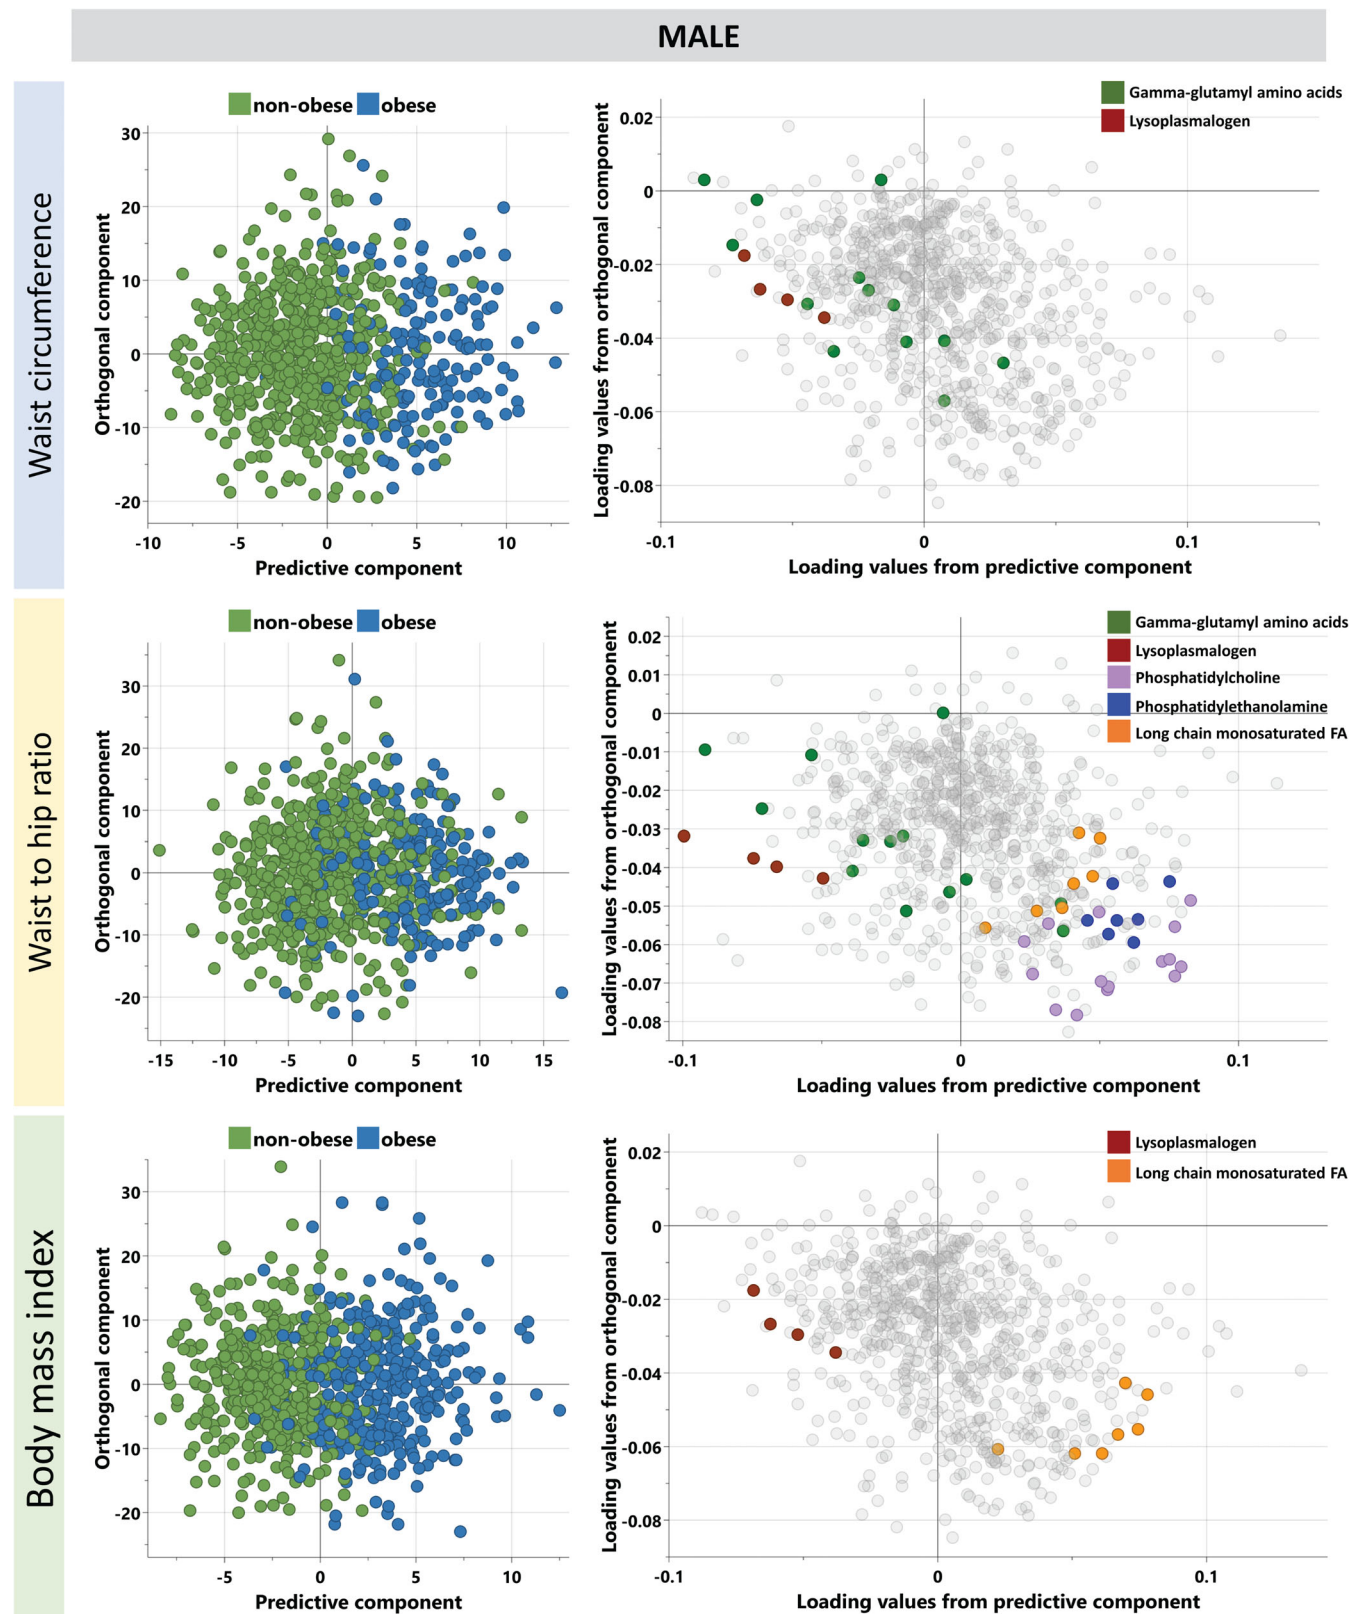 MALE
Waist circumference
non-obese obese
30
20
10
0
-10
-20
-10 -5 0 5 10
Orthogonal component
Predictive component
Gamma-glutamyl amino acids
Lysoplasmalogen
0.02
0
-0.02
-0.04
-0.06
-0.08
-0.1 0 0.1
Loading values from orthogonal component
Loading values from predictive component
Waist to hip ratio
non-obese obese
30
20
10
0
-10
-20
-15 -10 -5 0 5 10 15
Orthogonal component
Predictive component
Gamma-glutamyl amino acids
Lysoplasmalogen
Phosphatidylcholine
Phosphatidylethanolamine
Long chain monosaturated FA
0.02
0.01
0
-0.01
-0.02
-0.03
-0.04
-0.05
-0.06
-0.07
-0.08
-0.1 0 0.1
Loading values from orthogonal component
Loading values from predictive component
Body mass index
non-obese obese
30
20
10
0
-10
-20
-5 0 5 10
Orthogonal component
Predictive component
Lysoplasmalogen
Long chain monosaturated FA
0.02
0
-0.02
-0.04
-0.06
-0.08
-0.1 0 0.1
Loading values from orthogonal component
Loading values from predictive component